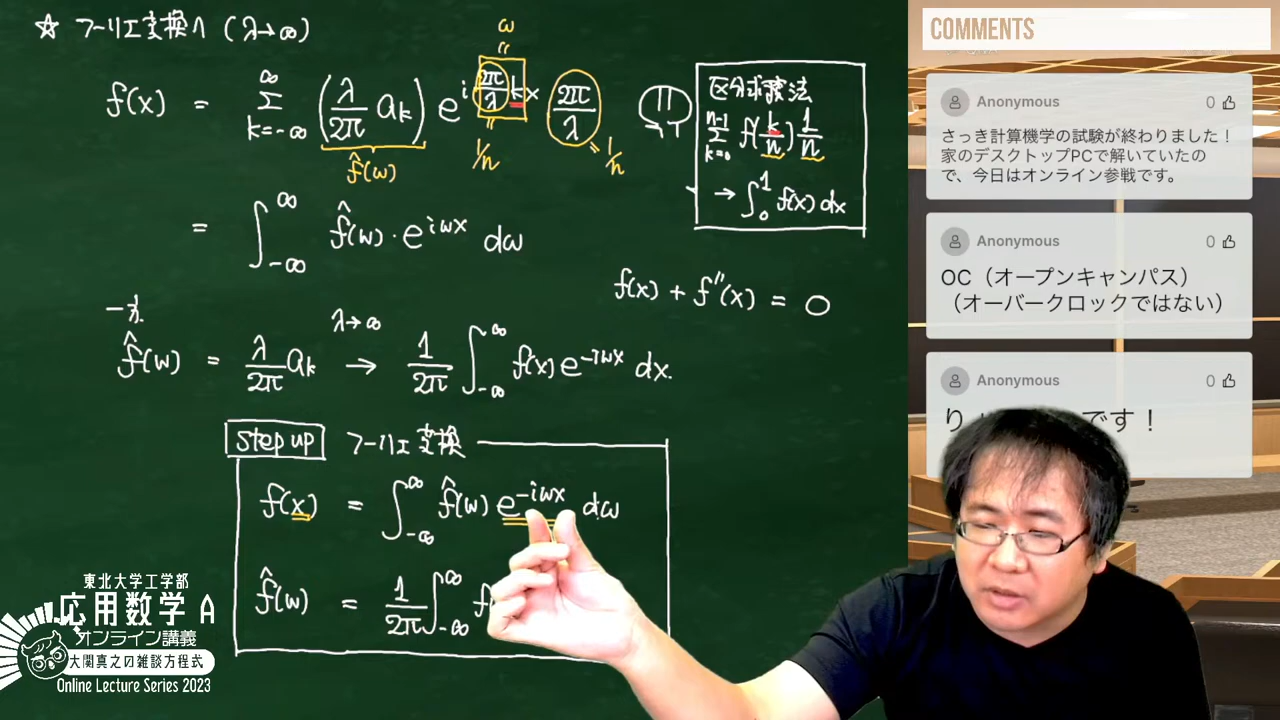 ☆ フーリエ変換へ (λ→∞)
ω
"
f(x) = Σ_{k=-∞}^{∞} (λ/2π a_k) e^{i 2π/λ k x} (2π/λ)
f̂(ω)
"
1/n
= 1/n
区分求積法
Σ_{k=0}^{n-1} f(k/n) 1/n
→ ∫_0^1 f(x) dx
= ∫_{-∞}^{∞} f̂(ω)・e^{iωx} dω
f(x) + f''(x) = 0
一方
f̂(ω) = λ/2π a_k →^{λ→∞} 1/2π ∫_{-∞}^{∞} f(x) e^{-iωx} dx.
Step up フーリエ変換
f(x) = ∫_{-∞}^{∞} f̂(ω) e^{-iωx} dω
f̂(ω) = 1/2π ∫_{-∞}^{∞} f
東北大学工学部
応用数学 A
オンライン講義
大関真之の雑談方程式
Online Lecture Series 2023
COMMENTS
Anonymous 0
さっき計算機学の試験が終わりました！
家のデスクトップPCで解いていたの
で、今日はオンライン参戦です。
Anonymous 0
OC（オープンキャンパス）
（オーバークロックではない）
Anonymous 0
り
です！